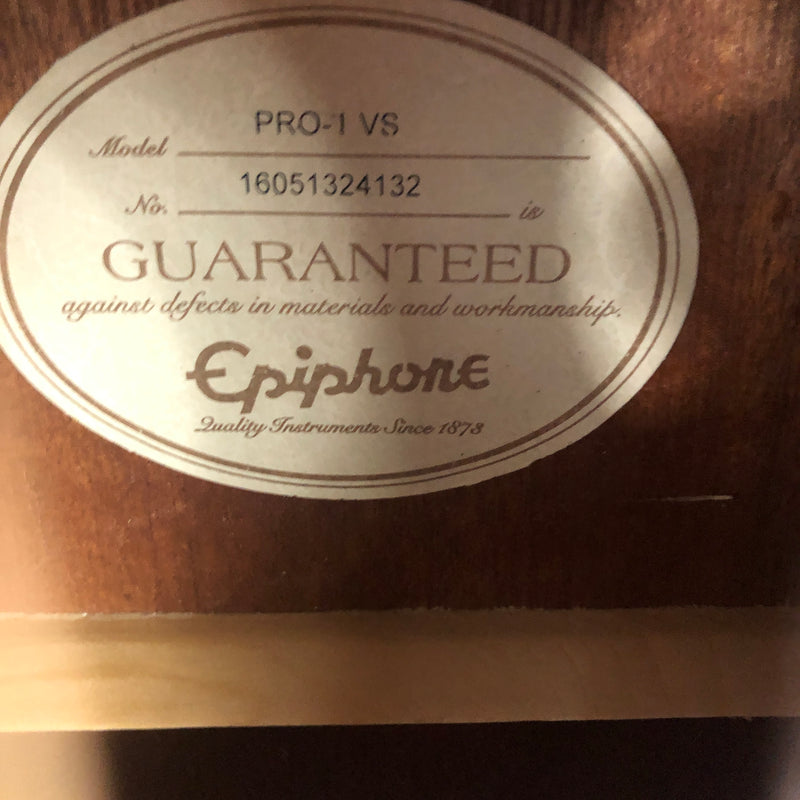 Model PRO-1 VS
No. 16051324132 is
GUARANTEED
against defects in materials and workmanship.
Epiphone
Quality Instruments Since 1873